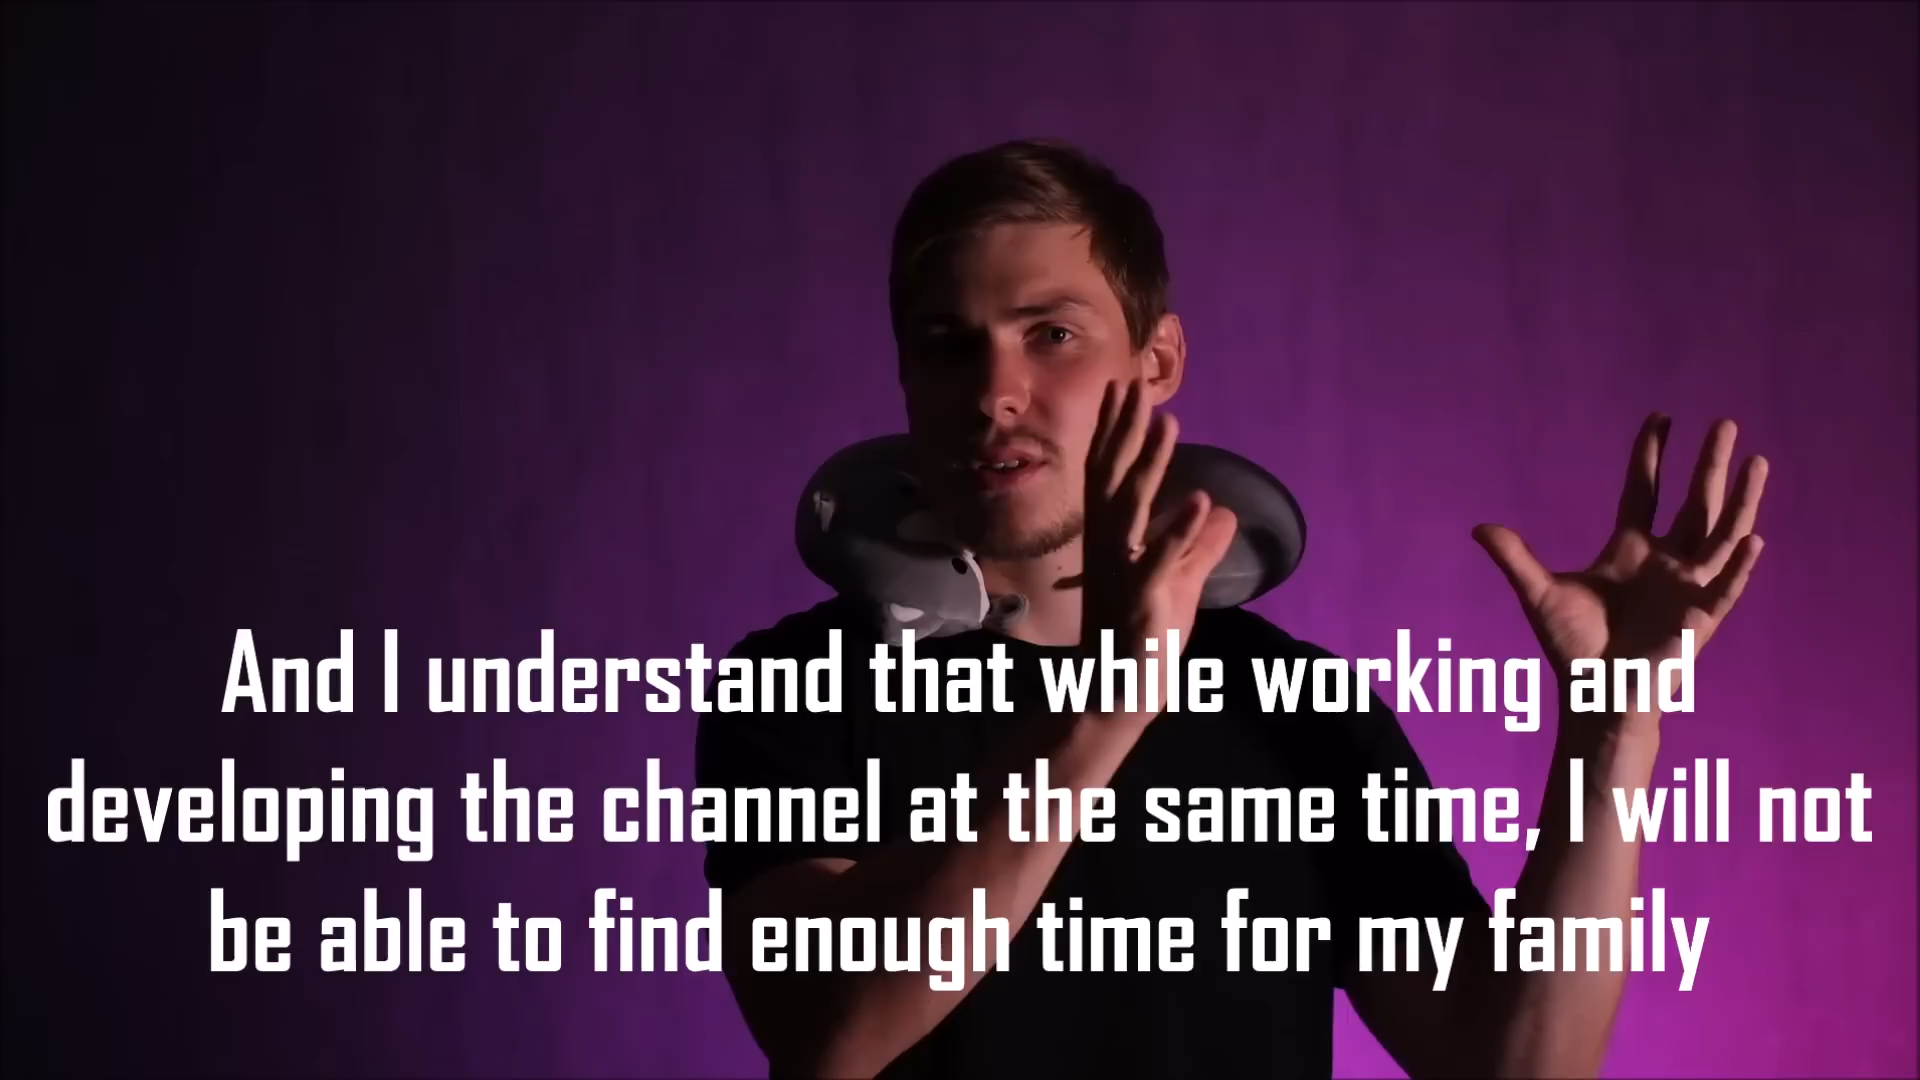 And I understand that while working and
developing the channel at the same time, I will not
be able to find enough time for my family